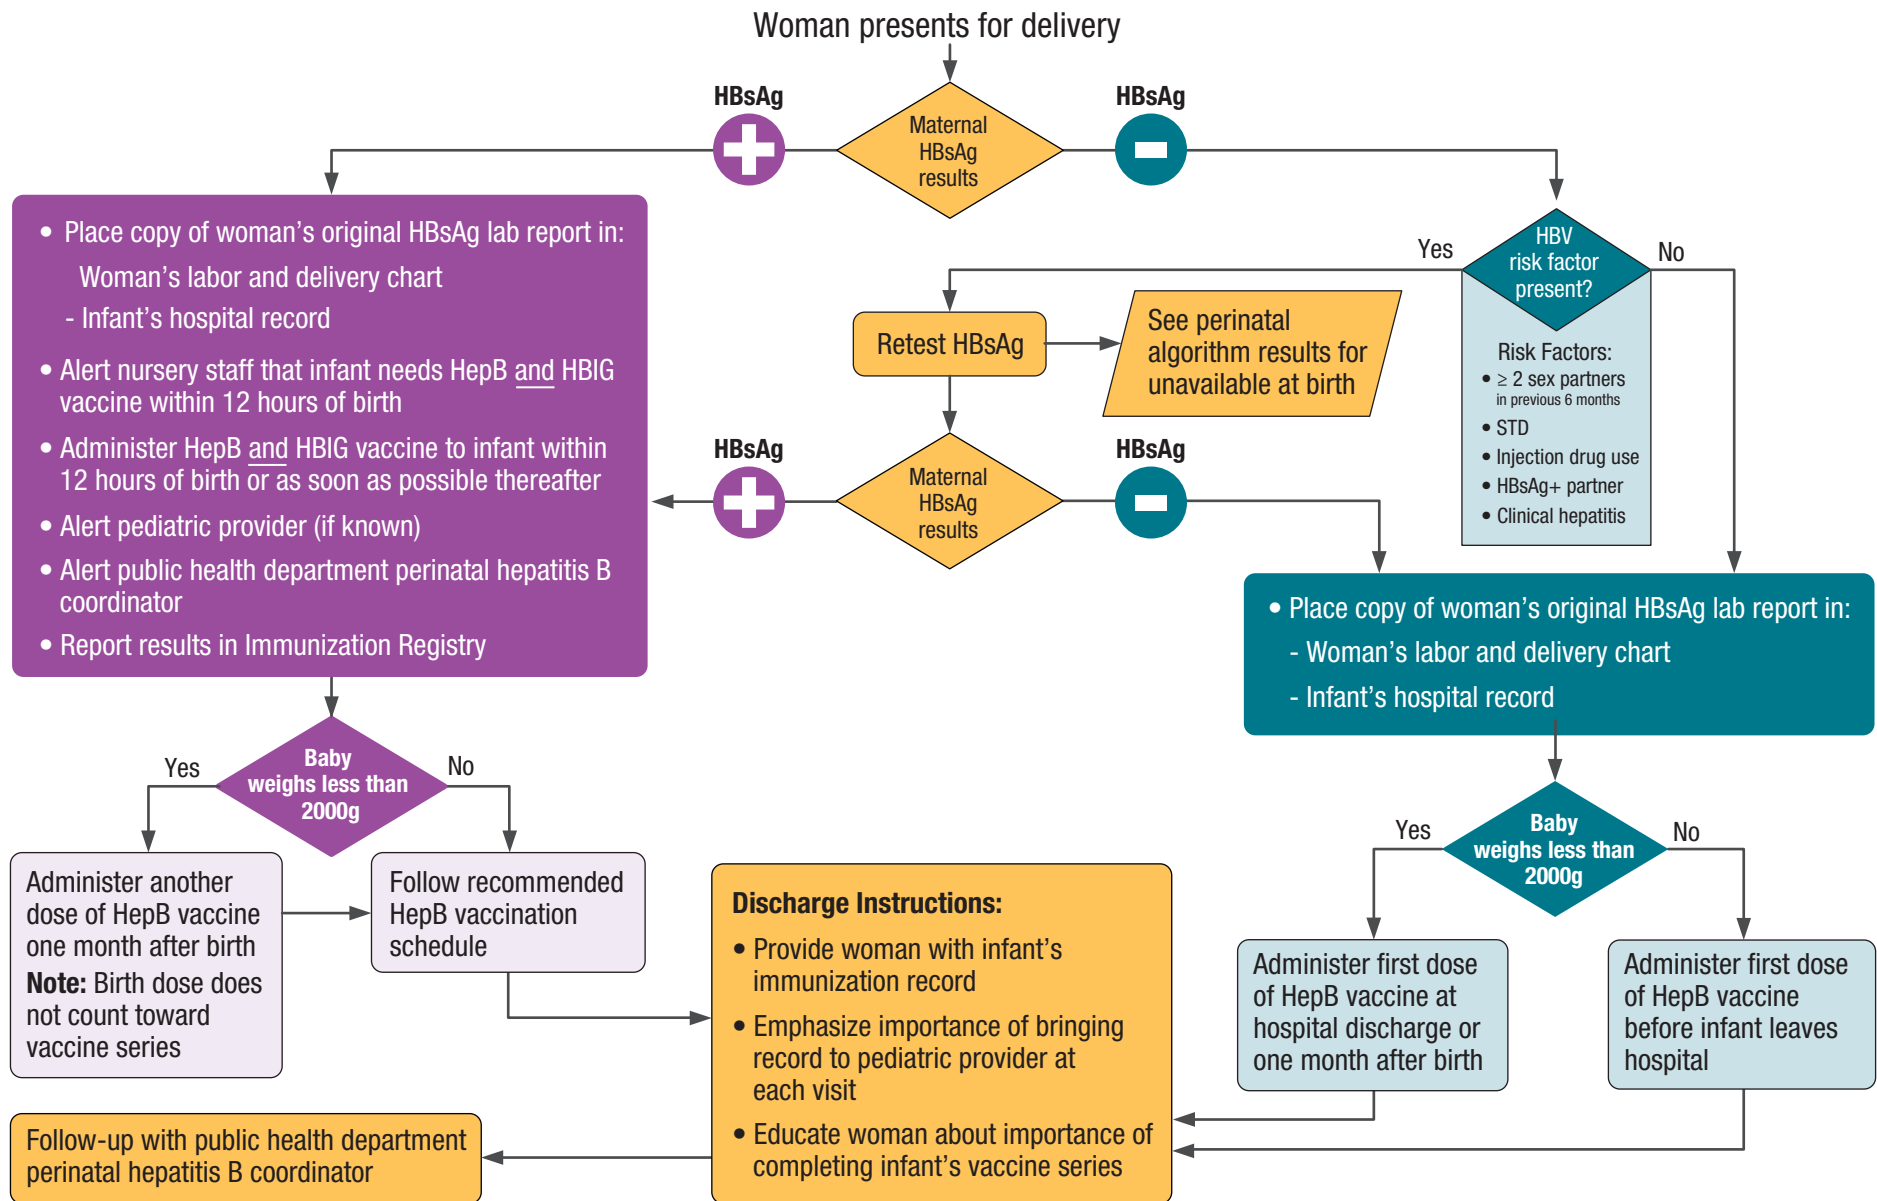 Woman presents for delivery
HBsAg
HBsAg
Maternal
HBsAg
results
• Place copy of woman’s original HBsAg lab report in:
Woman’s labor and delivery chart
- Infant’s hospital record
• Alert nursery staff that infant needs HepB and HBIG
vaccine within 12 hours of birth
• Administer HepB and HBIG vaccine to infant within
12 hours of birth or as soon as possible thereafter
• Alert pediatric provider (if known)
• Alert public health department perinatal hepatitis B
coordinator
• Report results in Immunization Registry
Yes
HBV
risk factor
present?
No
Risk Factors:
• ≥ 2 sex partners
in previous 6 months
• STD
• Injection drug use
• HBsAg+ partner
• Clinical hepatitis
Retest HBsAg
See perinatal
algorithm results for
unavailable at birth
HBsAg
HBsAg
Maternal
HBsAg
results
• Place copy of woman’s original HBsAg lab report in:
- Woman’s labor and delivery chart
- Infant’s hospital record
Yes
Baby
weighs less than
2000g
No
Administer another
dose of HepB vaccine
one month after birth
Note: Birth dose does
not count toward
vaccine series
Follow recommended
HepB vaccination
schedule
Yes
Baby
weighs less than
2000g
No
Administer first dose
of HepB vaccine at
hospital discharge or
one month after birth
Administer first dose
of HepB vaccine
before infant leaves
hospital
Discharge Instructions:
• Provide woman with infant’s
immunization record
• Emphasize importance of bringing
record to pediatric provider at
each visit
• Educate woman about importance of
completing infant’s vaccine series
Follow-up with public health department
perinatal hepatitis B coordinator